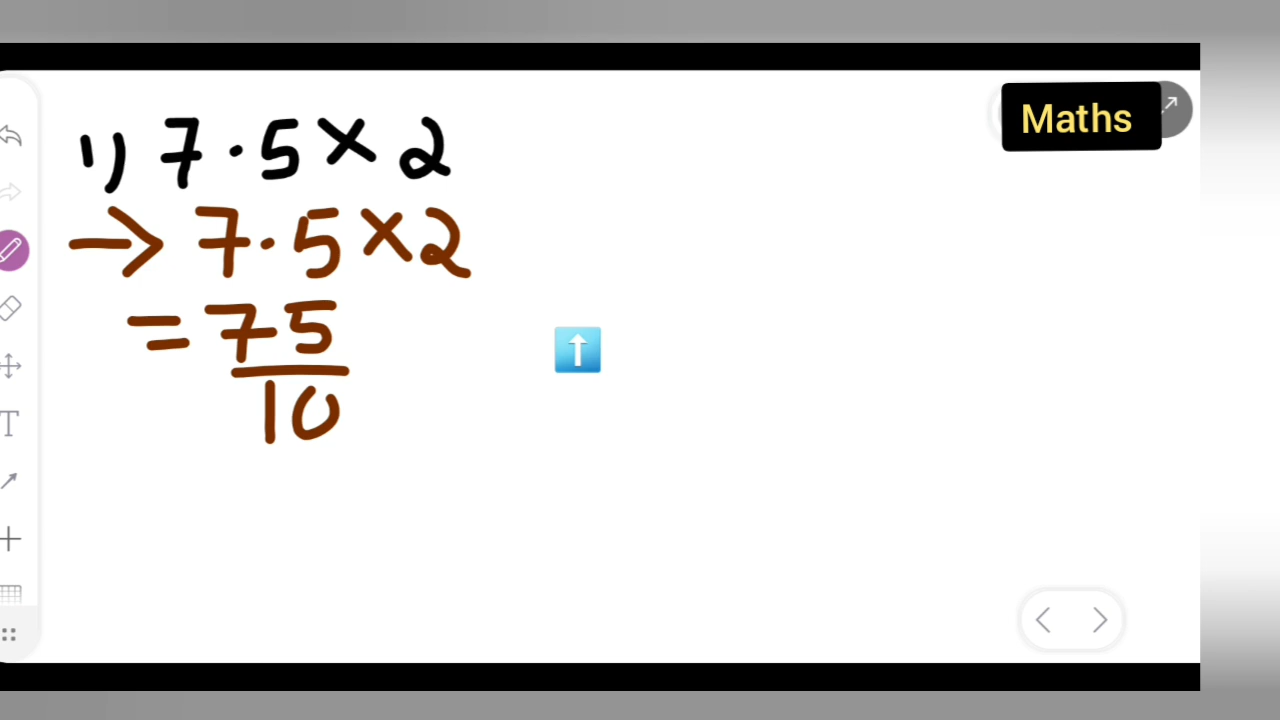 Maths
1) 7.5 × 2
→ 7.5 × 2
= 75
10